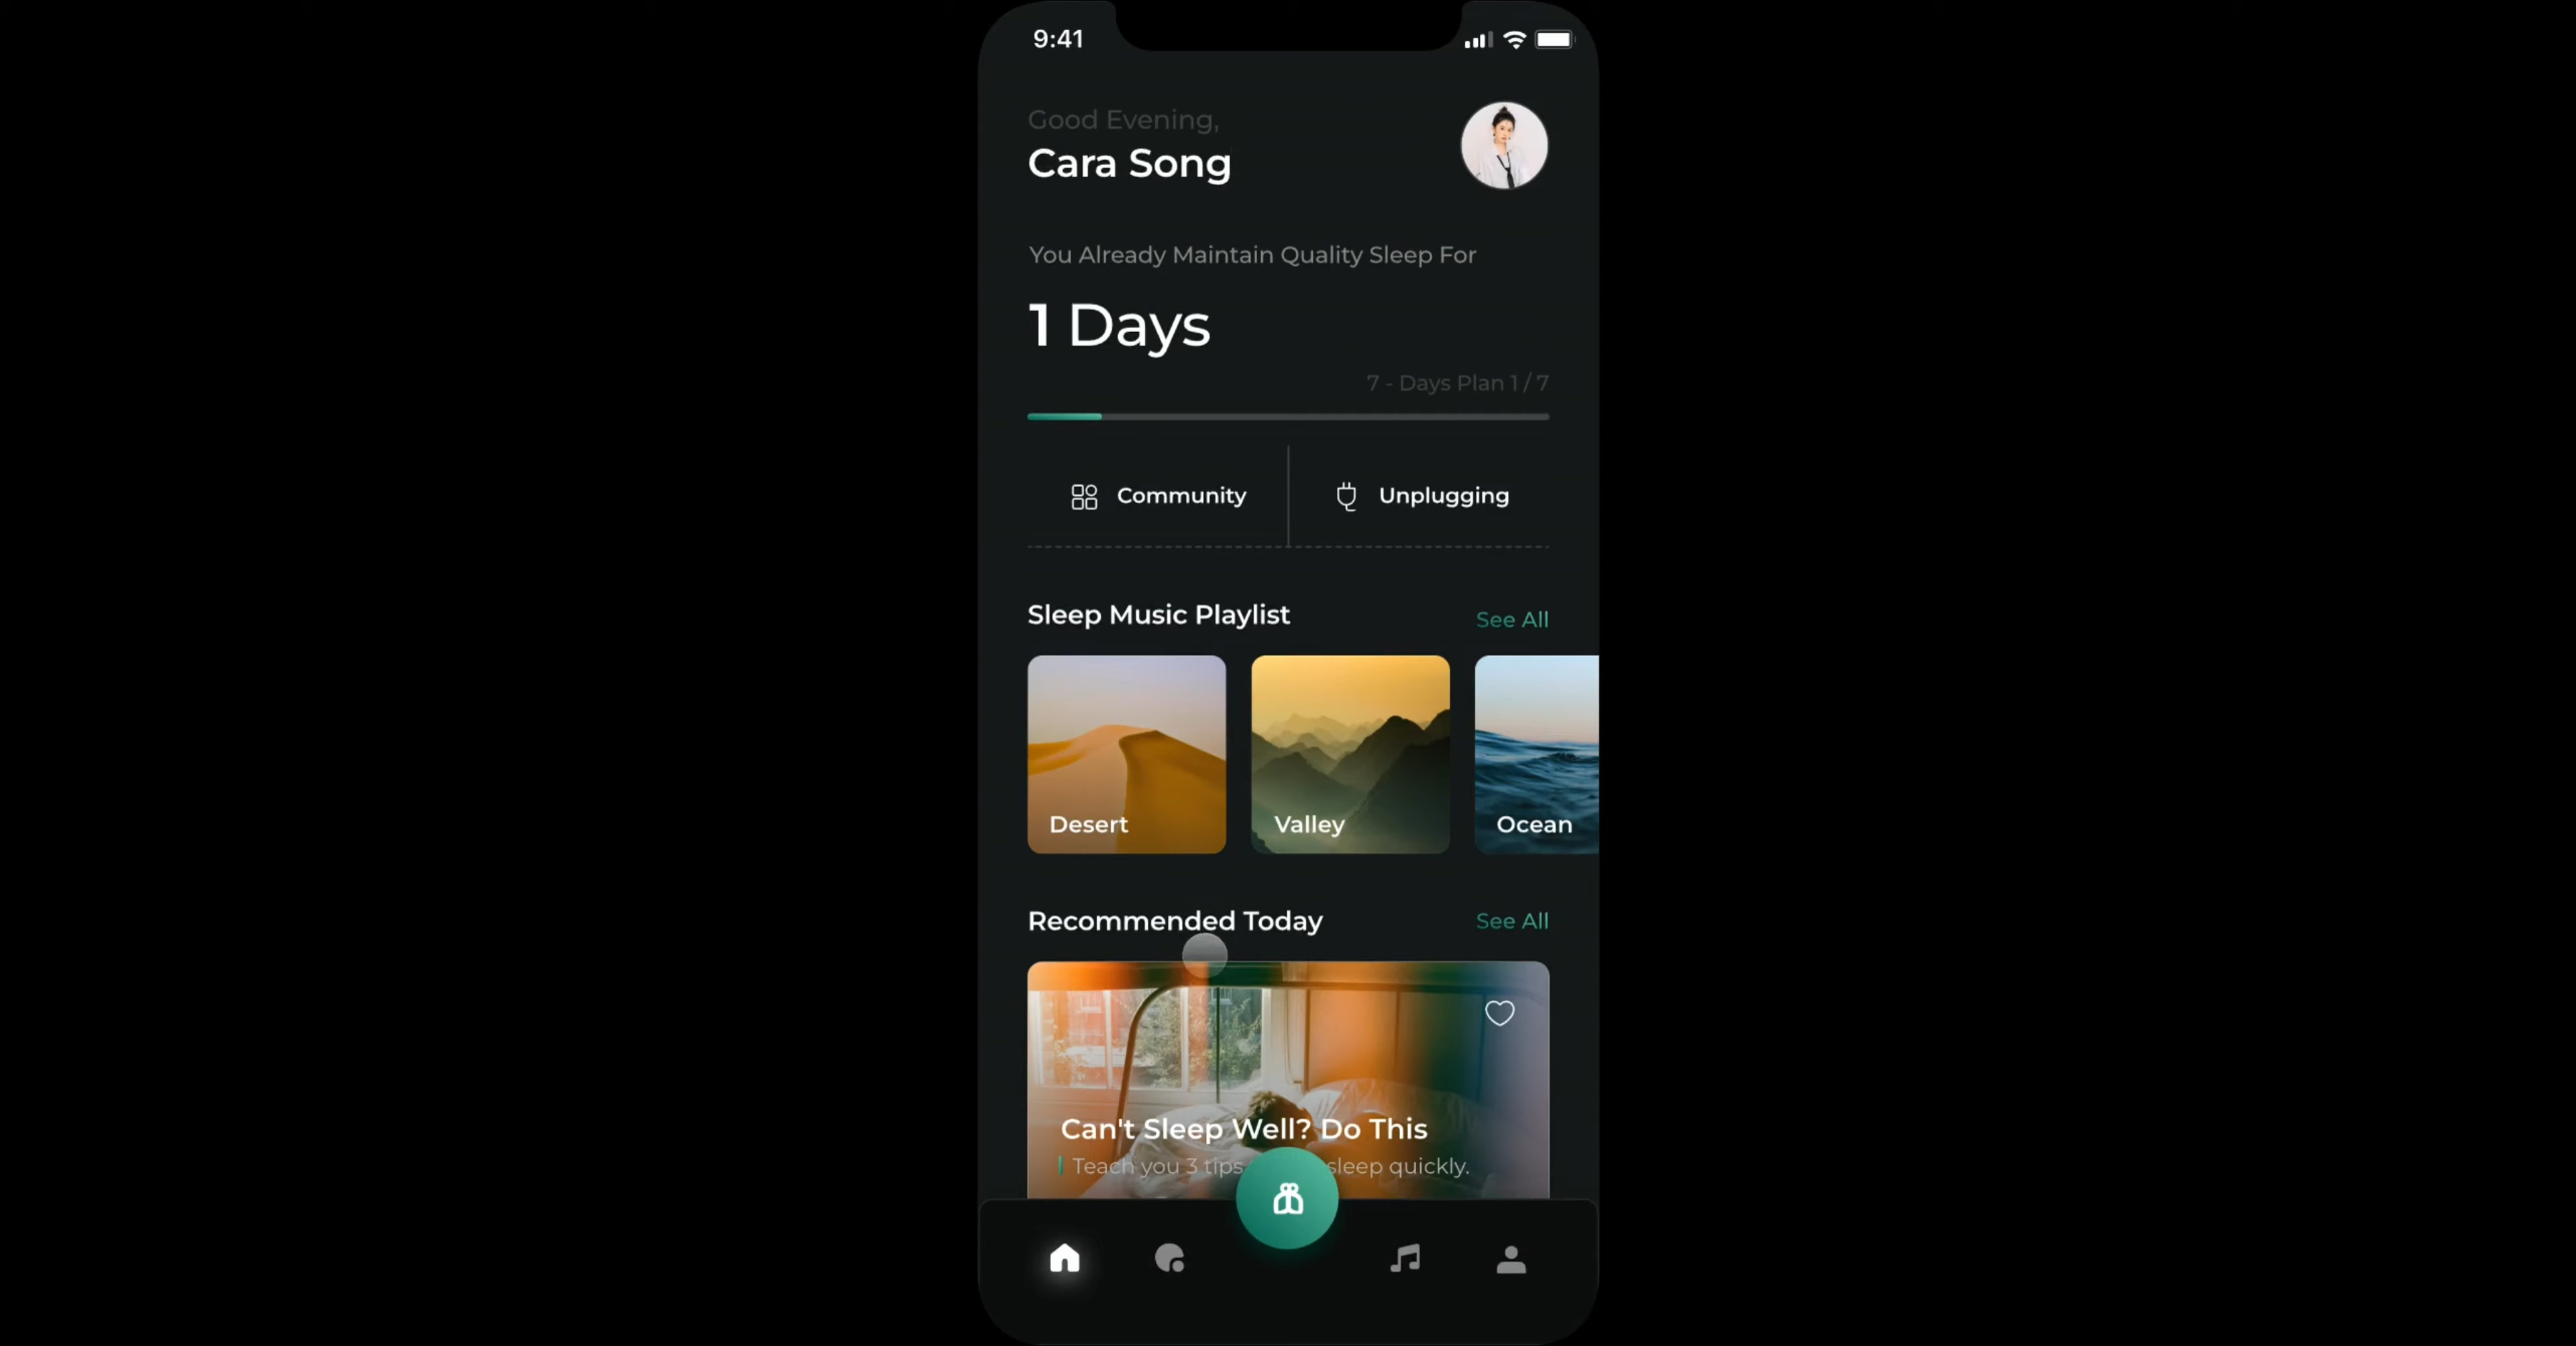 9:41
Good Evening,
Cara Song
You Already Maintain Quality Sleep For
1 Days
7 - Days Plan 1 / 7
Community
Unplugging
Sleep Music Playlist
See All
Desert
Valley
Ocean
Recommended Today
See All
Can't Sleep Well? Do This
Teach you 3 tips sleep quickly.